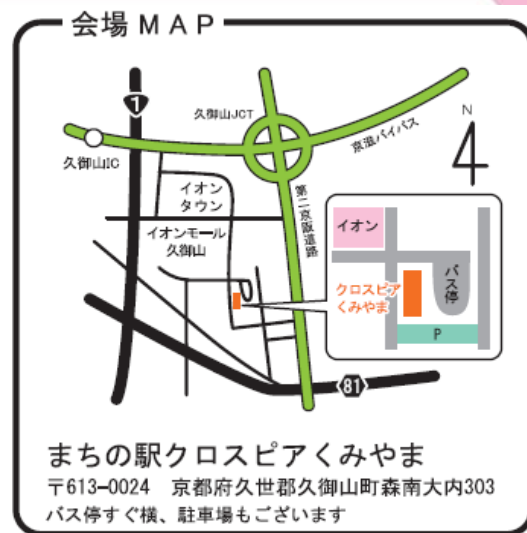 会場 MAP
1
久御山JCT
N
久御山IC
京滋バイパス
イオン
タウン
第二京阪道路
イオンモール
久御山
イオン
バス停
クロスピア
くみやま
P
81
まちの駅クロスピアくみやま
〒613−0024 京都府久世郡久御山町森南大内303
バス停すぐ横、駐車場もございます